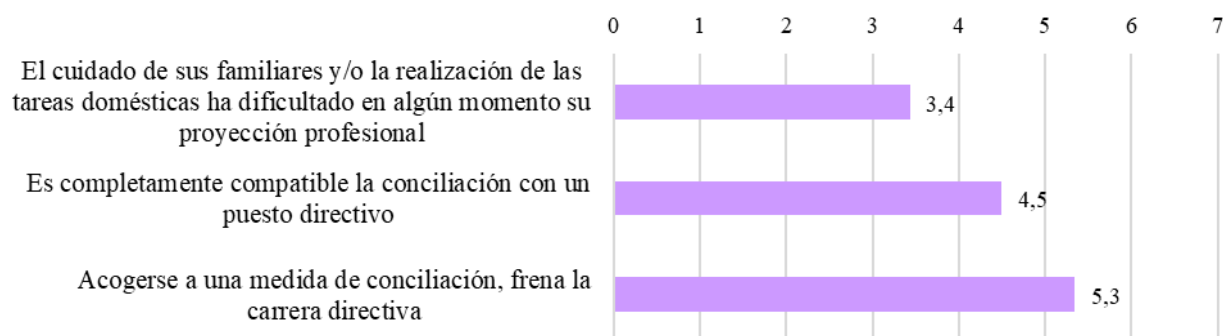 0 1 2 3 4 5 6 7
El cuidado de sus familiares y/o la realización de las
tareas domésticas ha dificultado en algún momento su
proyección profesional
3,4
Es completamente compatible la conciliación con un
puesto directivo
4,5
Acogerse a una medida de conciliación, frena la
carrera directiva
5,3